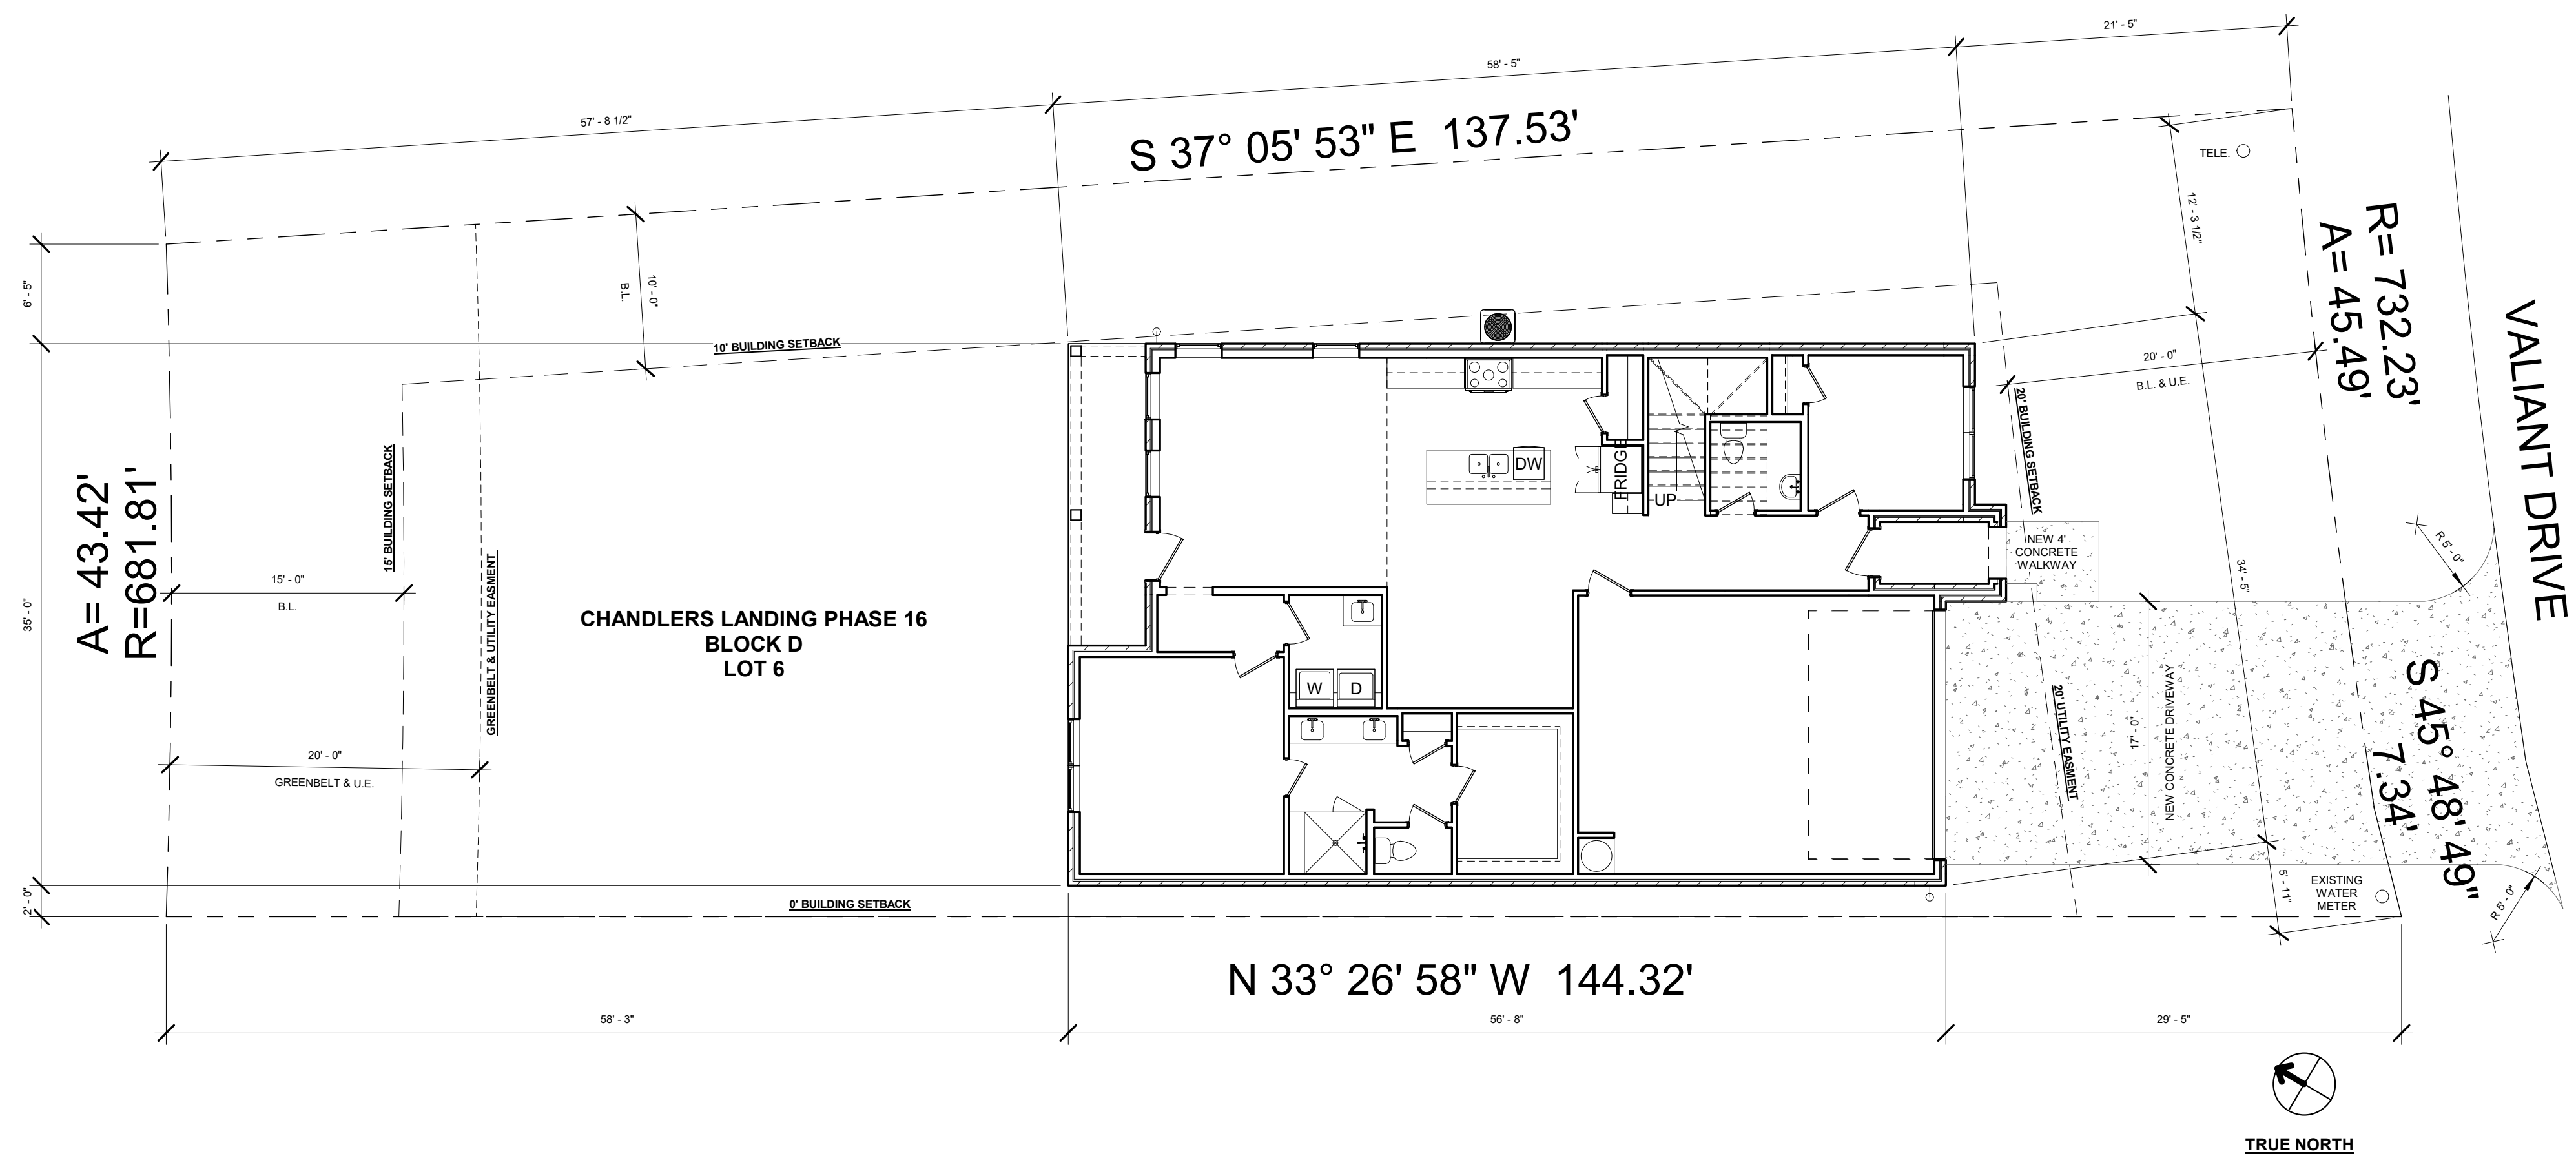 21' - 5"
58' - 5"
57' - 8 1/2"
S 37° 05' 53" E  137.53'
TELE.
12' - 3 1/2"
R= 732.23'
A= 45.49'
VALIANT DRIVE
6' - 5"
10' - 0"
B.L.
10' BUILDING SETBACK
20' - 0"
B.L. & U.E.
20' BUILDING SETBACK
A= 43.42'
R=681.81'
15' BUILDING SETBACK
GREENBELT & UTILITY EASMENT
DW
FRIDGE
UP
NEW 4'
CONCRETE
WALKWAY
R 5' - 0"
34' - 5"
15' - 0"
B.L.
35' - 0"
CHANDLERS LANDING PHASE 16
BLOCK D
LOT 6
W
D
20' UTILITY EASMENT
17' - 0"
NEW CONCRETE DRIVEWAY
S 45° 48' 49"
7.34'
20' - 0"
GREENBELT & U.E.
2' - 0"
0' BUILDING SETBACK
5' - 11"
EXISTING
WATER
METER
R 5' - 0"
N 33° 26' 58" W  144.32'
58' - 3"
56' - 8"
29' - 5"
TRUE NORTH